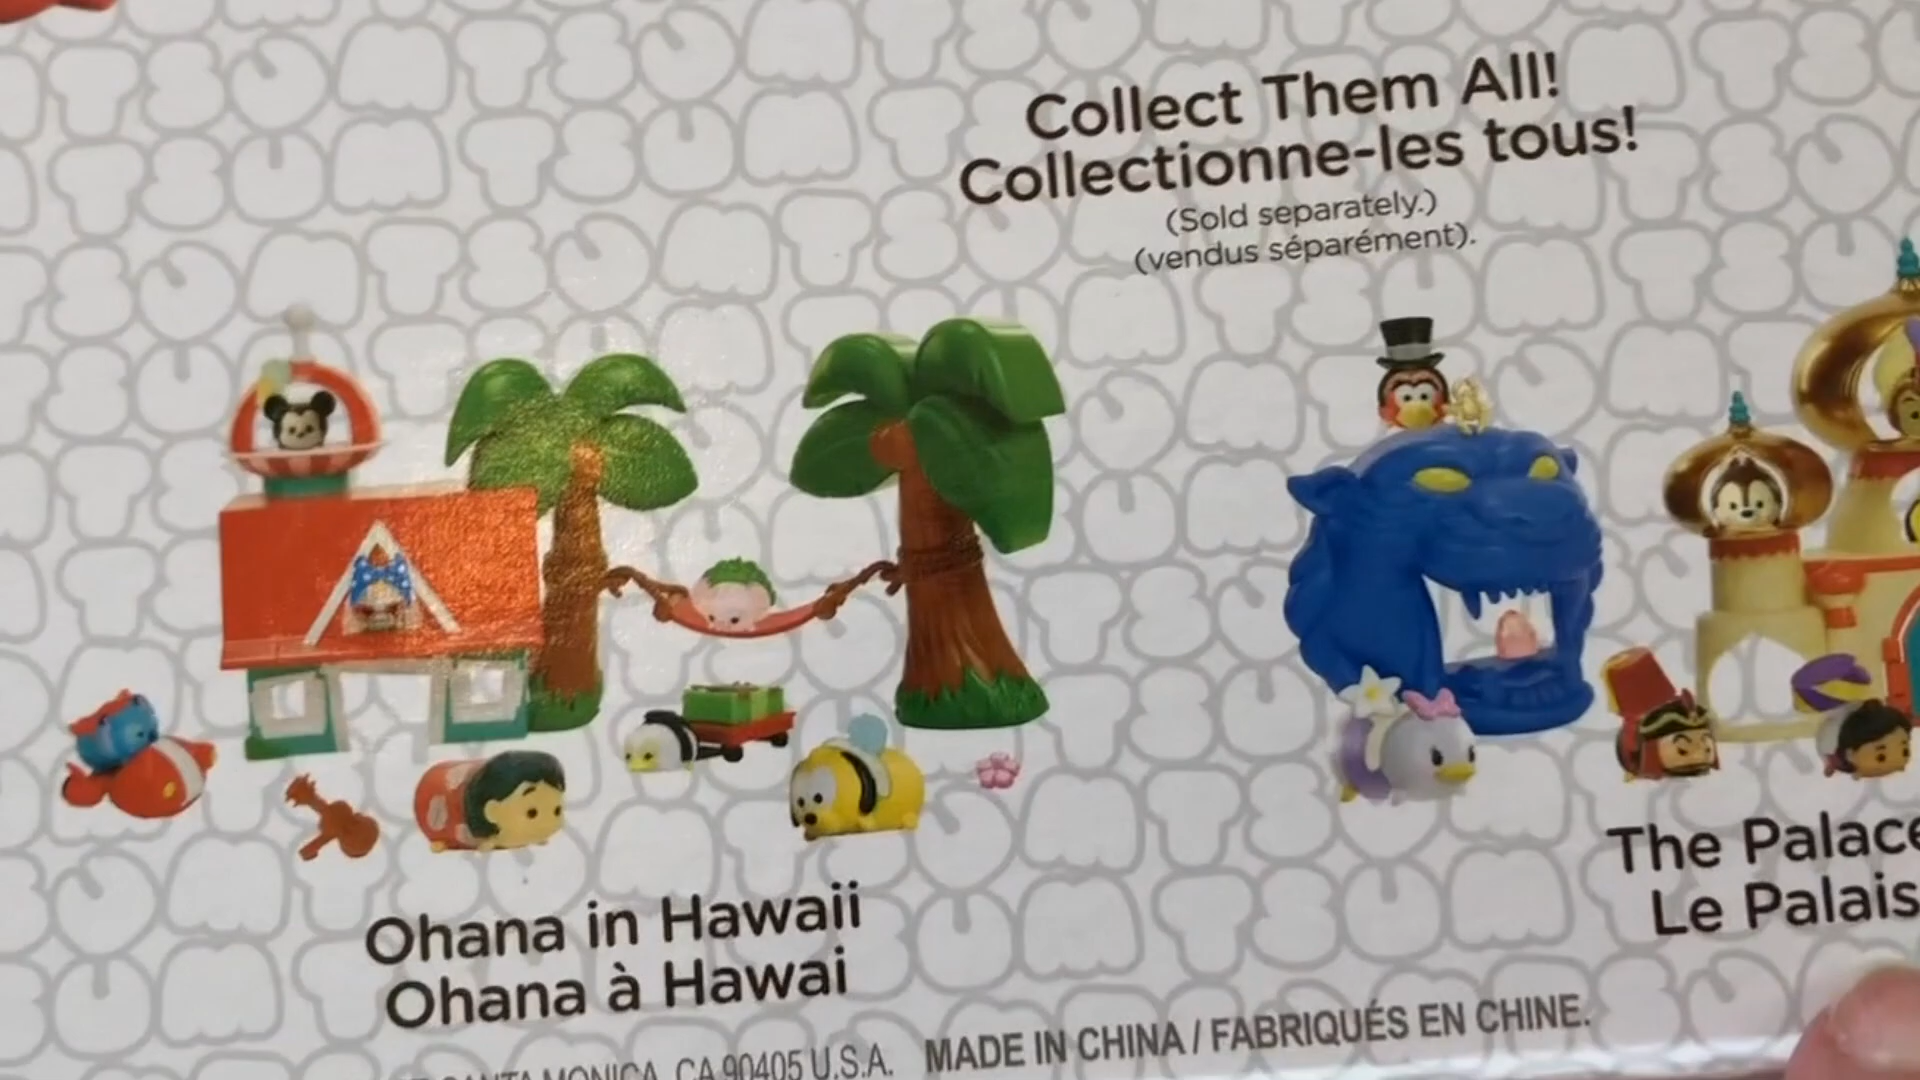 Collect Them All!
Collectionne-les tous!
(Sold separately.)
(vendus séparément).
Ohana in Hawaii
Ohana à Hawai
The Palace
Le Palais
SANTA MONICA, CA 90405 U.S.A. MADE IN CHINA / FABRIQUÉS EN CHINE.